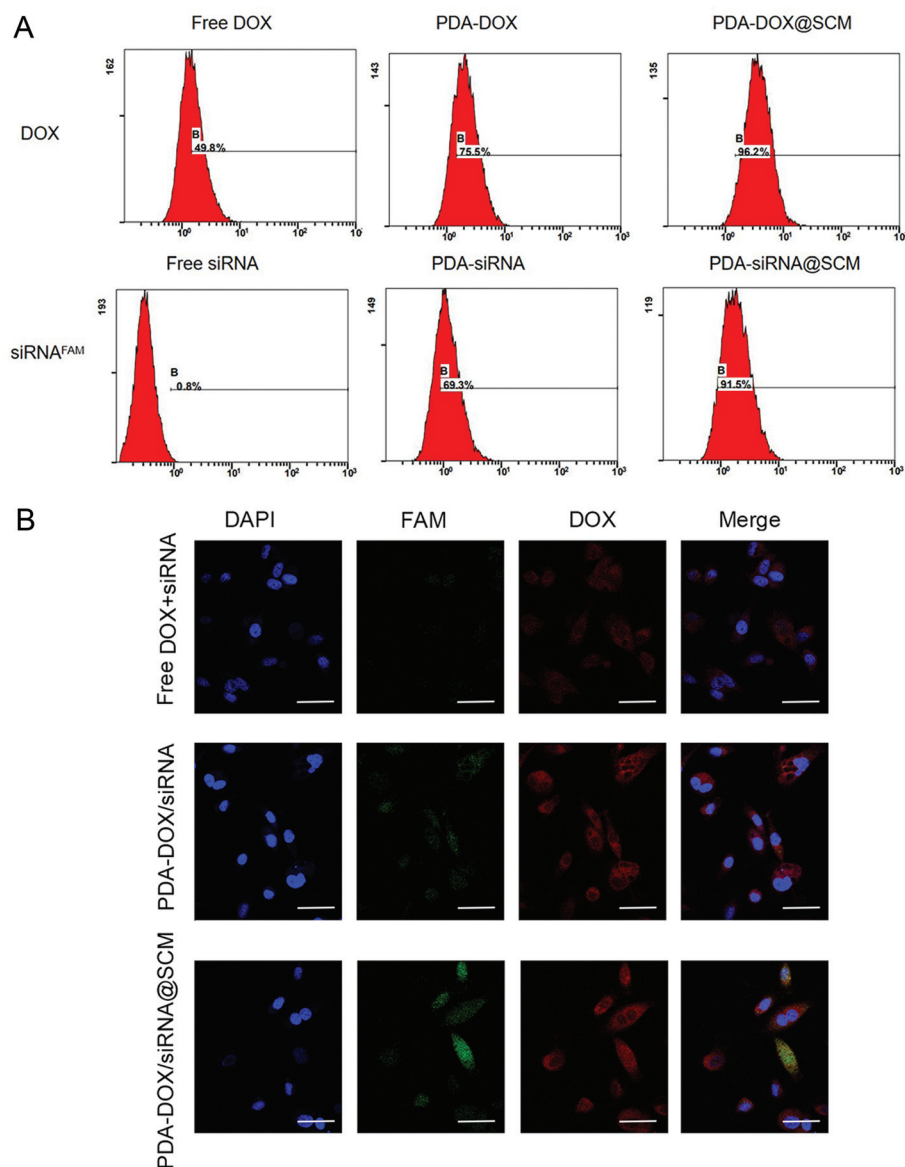 A
Free DOX
PDA-DOX
PDA-DOX@SCM
DOX
162
B
49.8%
10⁰
10¹
10²
10
143
B
75.5%
10⁰
10¹
10²
10³
135
B
96.2%
10⁰
10¹
10²
10
Free siRNA
PDA-siRNA
PDA-siRNA@SCM
siRNAᶠᴬᴹ
193
B
0.8%
10⁰
10¹
10²
10³
149
B
69.3%
10⁰
10¹
10²
10³
119
B
91.5%
10⁰
10¹
10²
10³
B
DAPI
FAM
DOX
Merge
Free DOX+siRNA
PDA-DOX/siRNA
PDA-DOX/siRNA@SCM